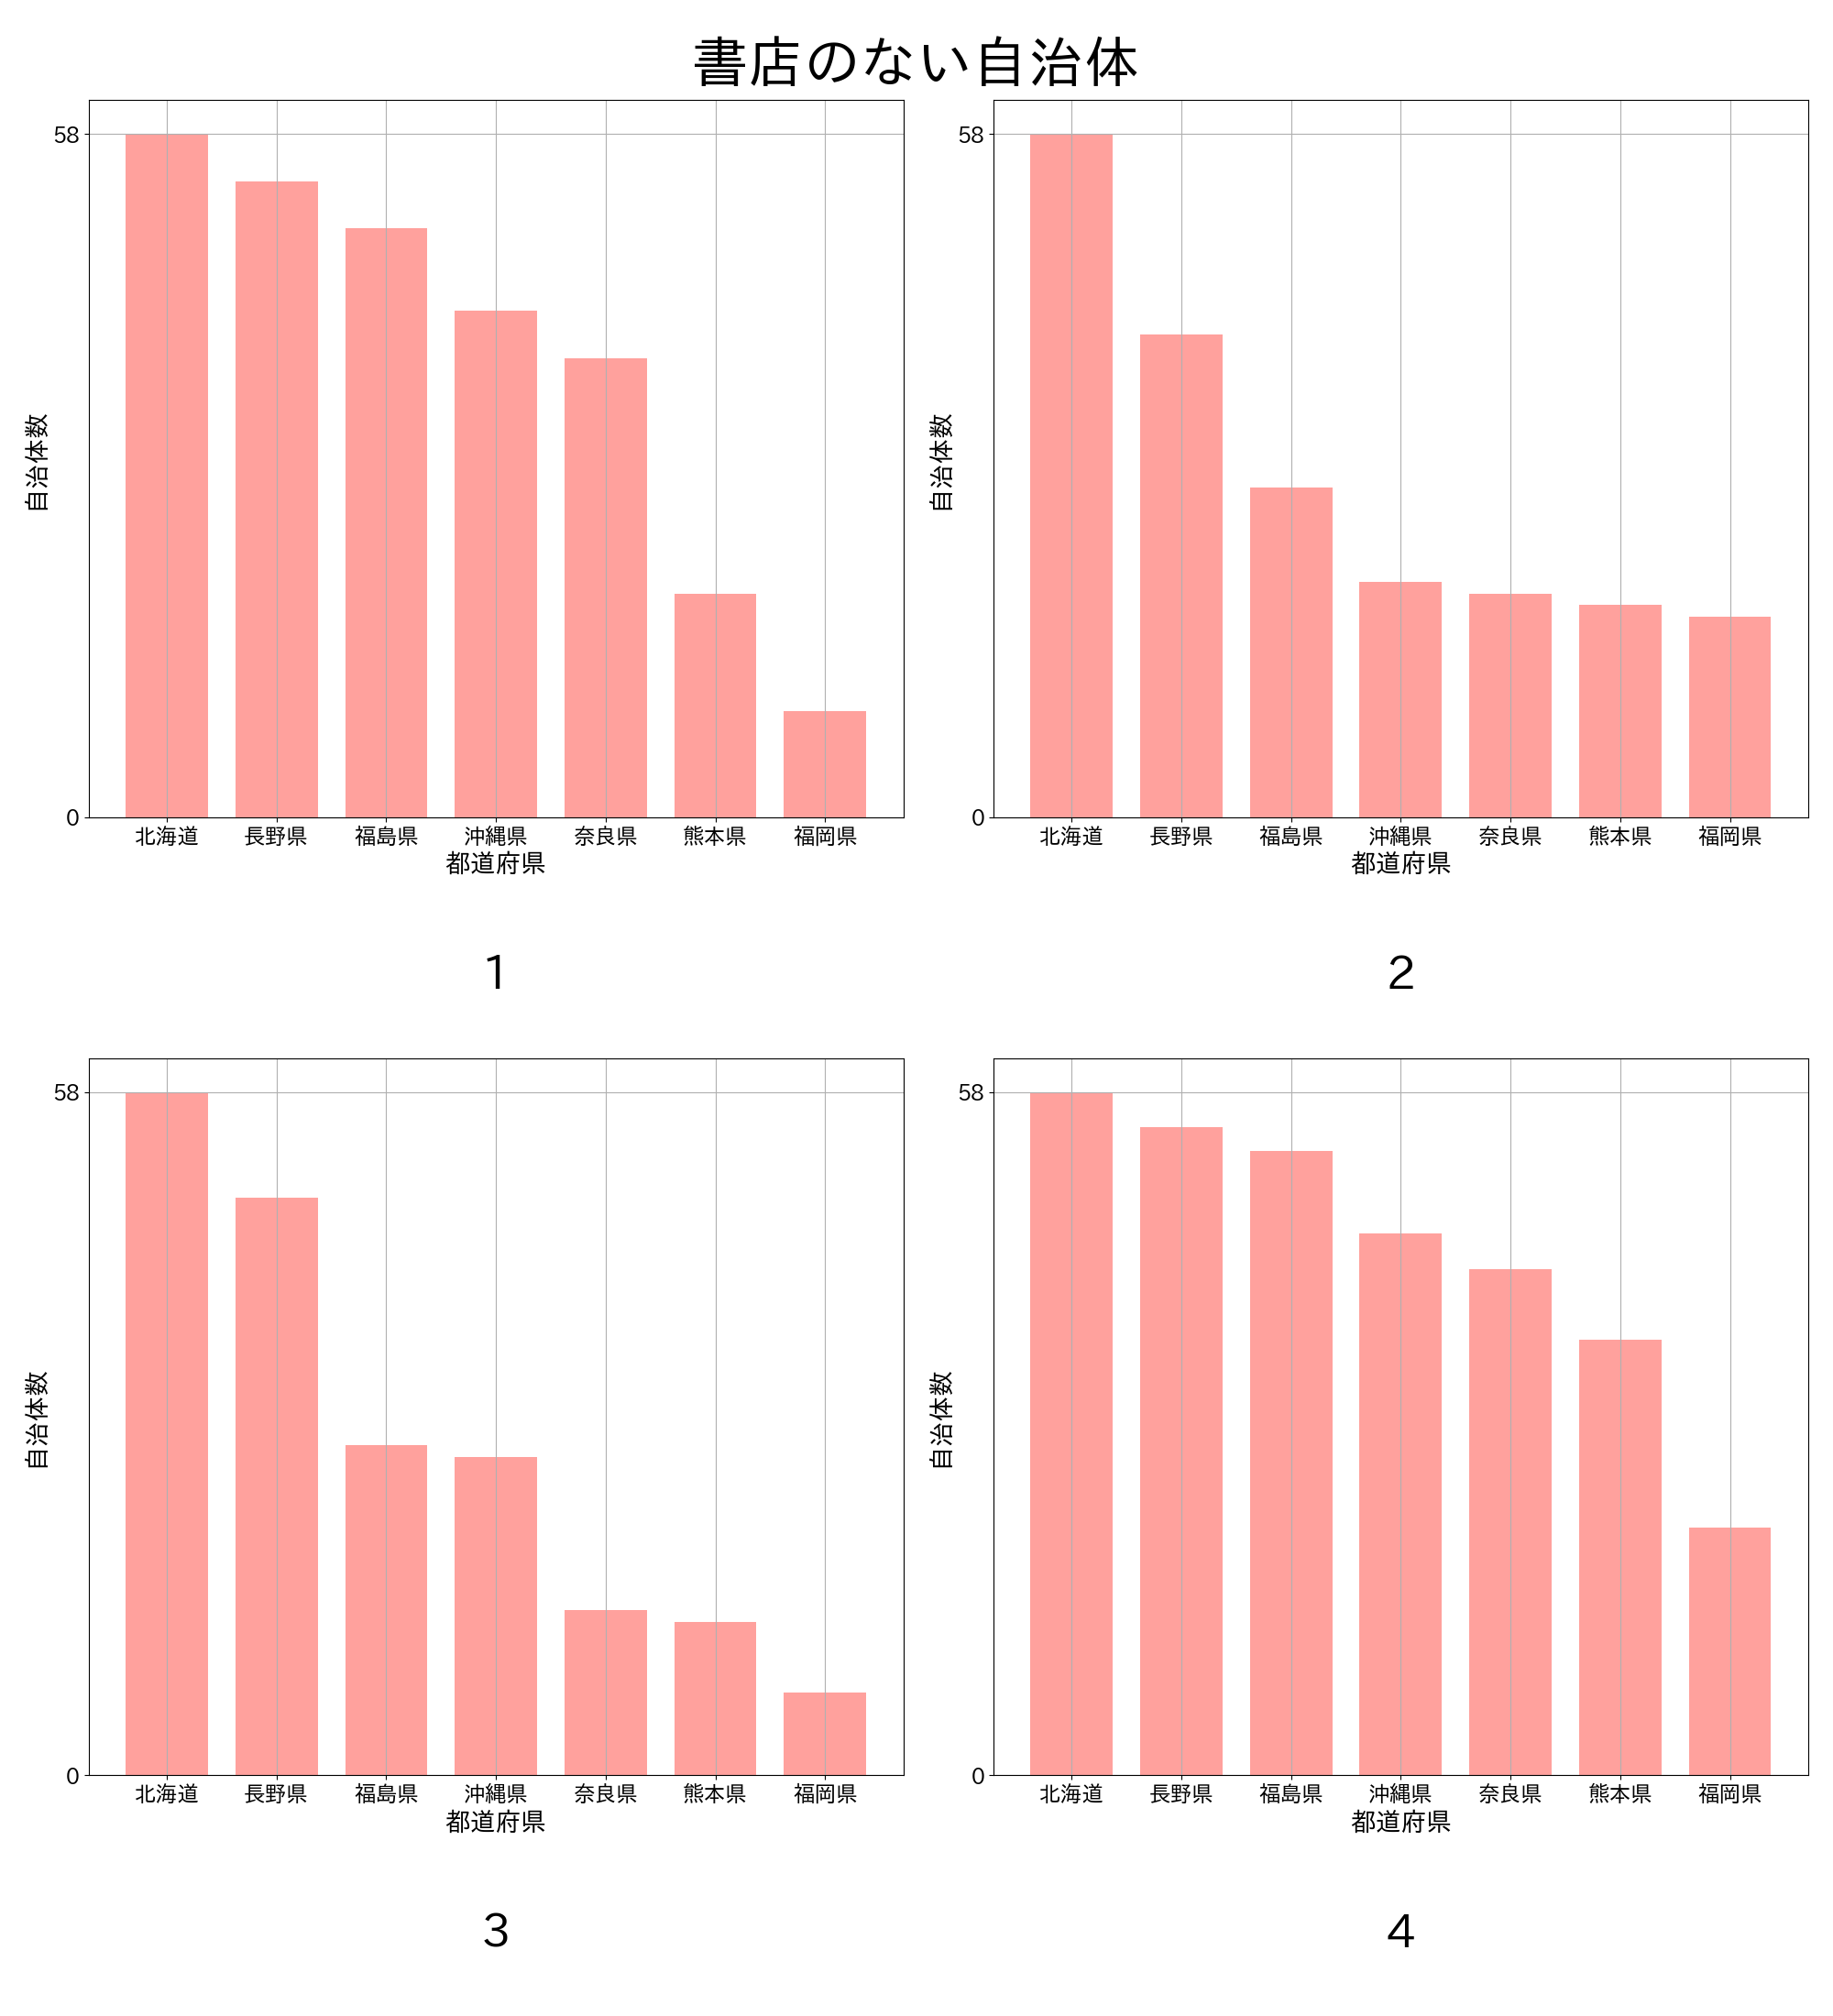 書店のない自治体
58
0
自治体数
北海道 長野県 福島県 沖縄県 奈良県 熊本県 福岡県
都道府県
1
58
0
自治体数
北海道 長野県 福島県 沖縄県 奈良県 熊本県 福岡県
都道府県
2
58
0
自治体数
北海道 長野県 福島県 沖縄県 奈良県 熊本県 福岡県
都道府県
3
58
0
自治体数
北海道 長野県 福島県 沖縄県 奈良県 熊本県 福岡県
都道府県
4